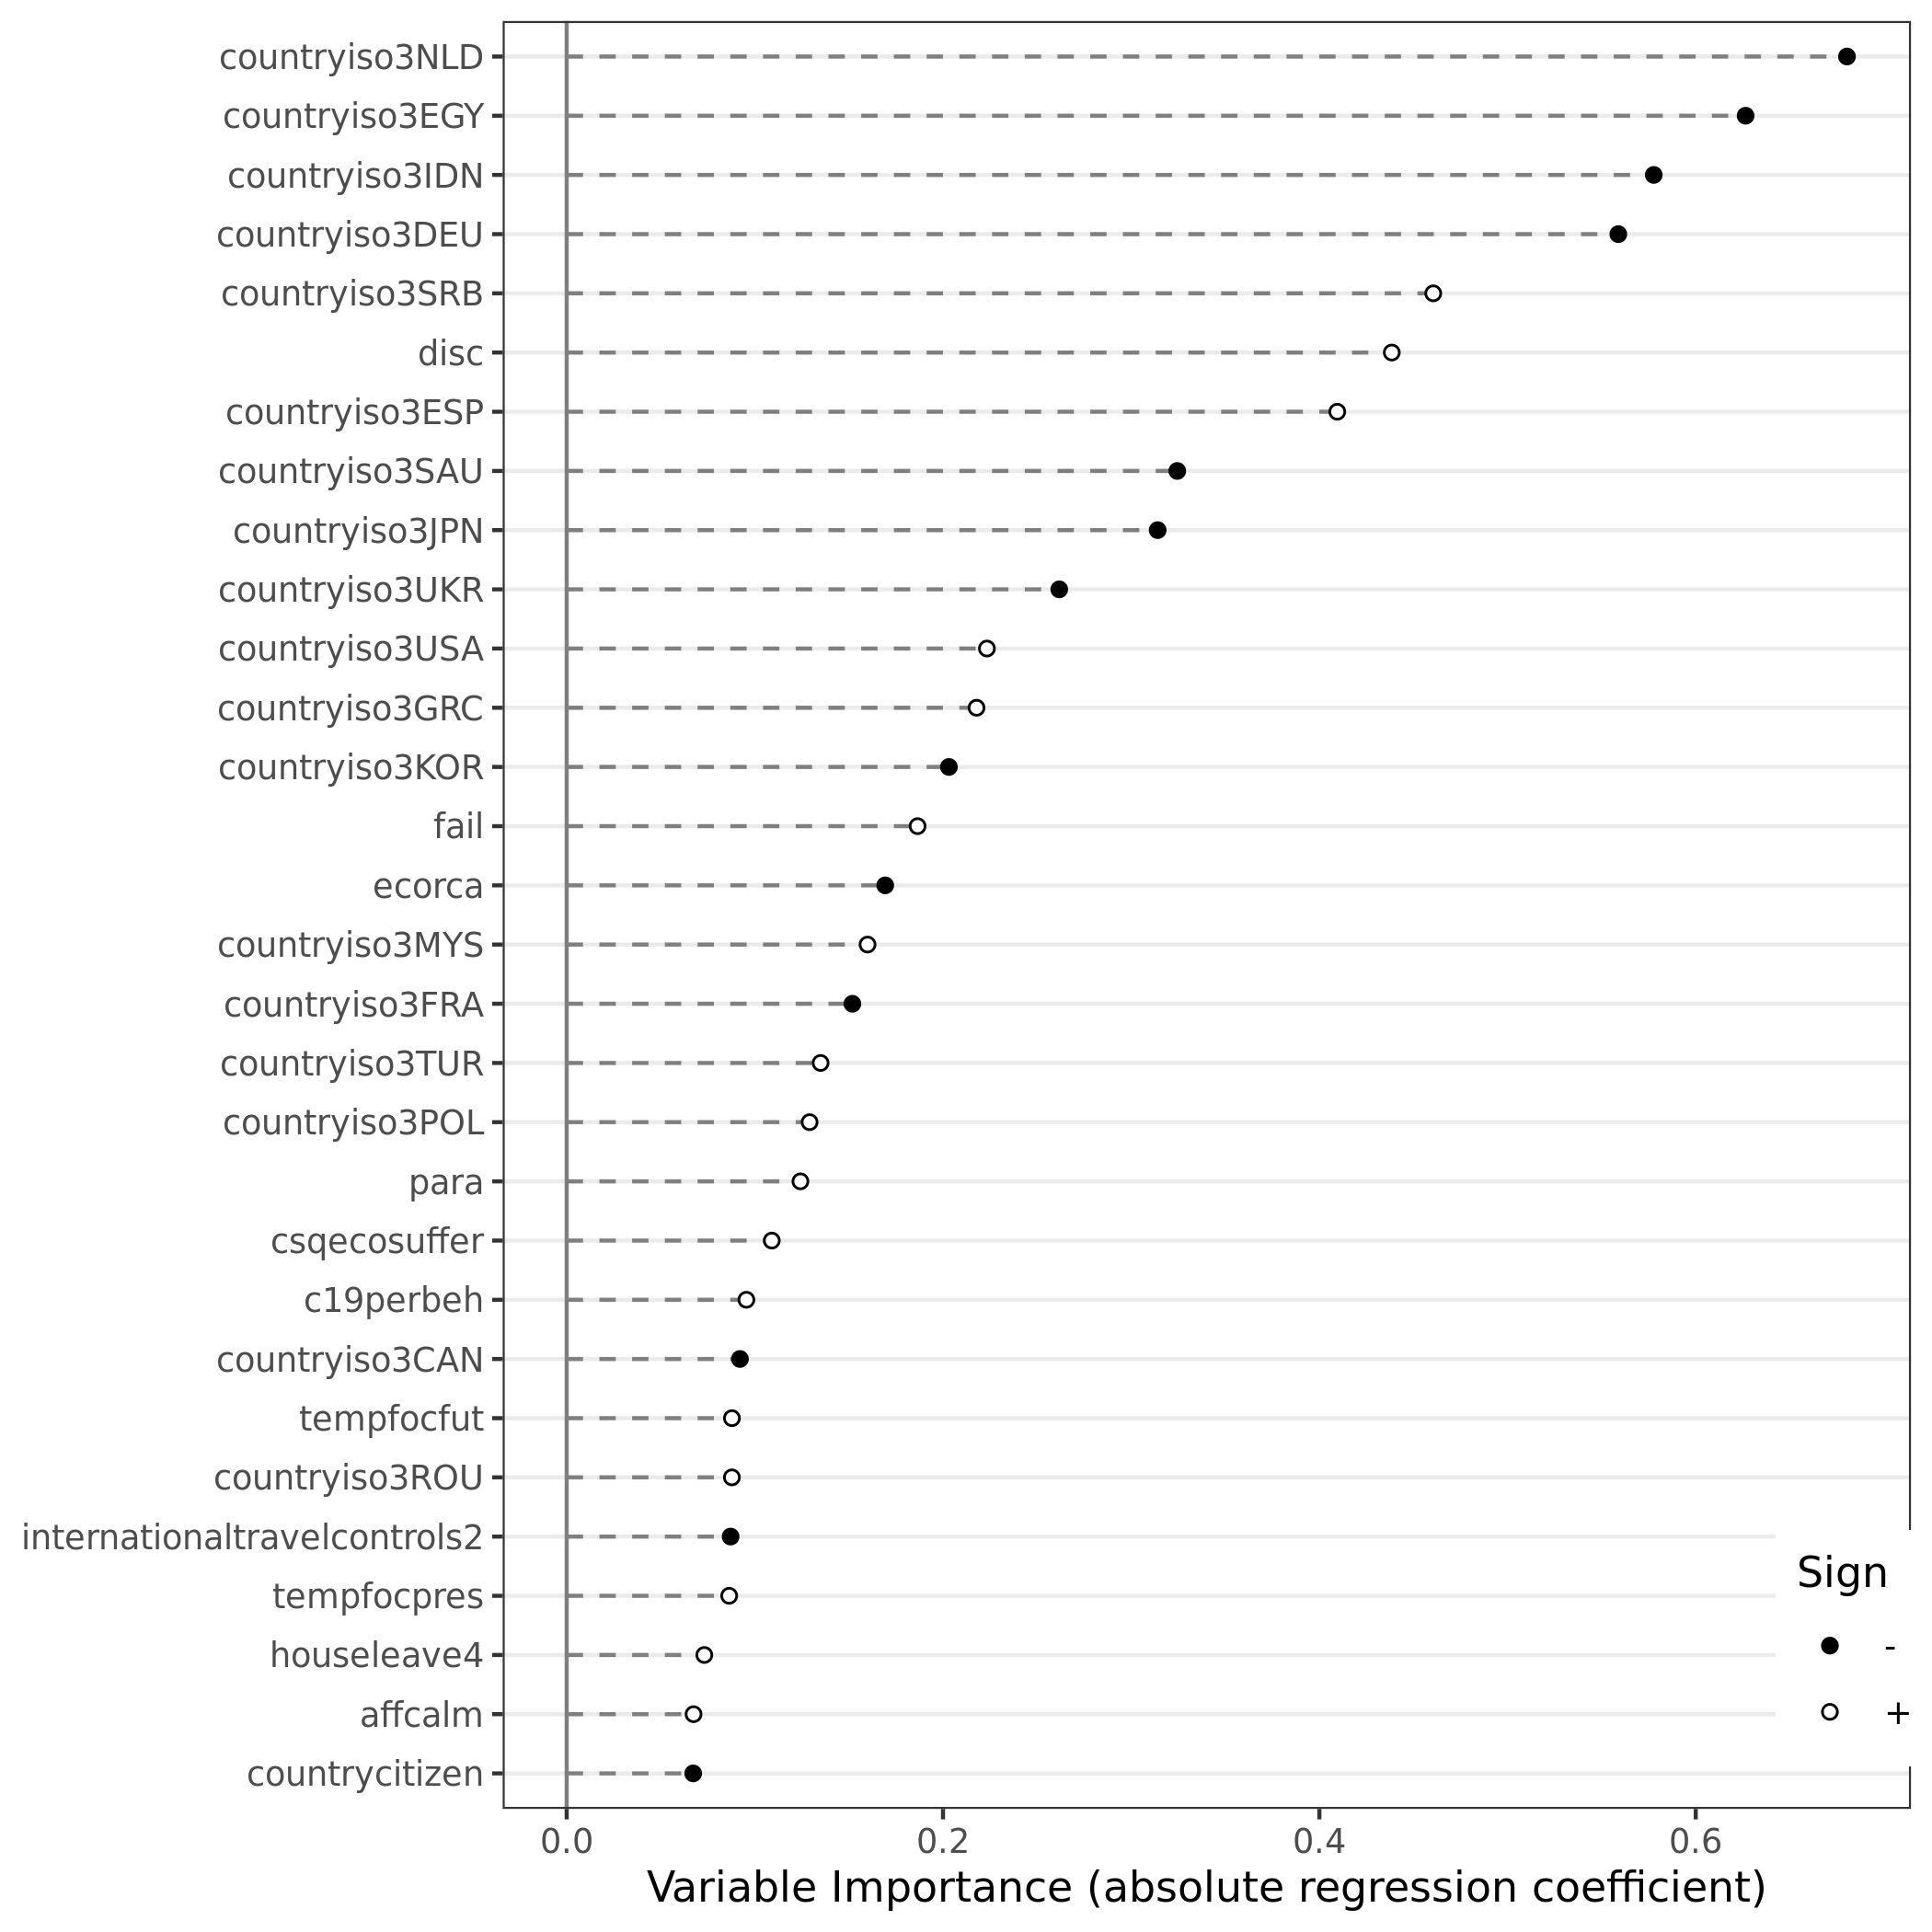 countryiso3NLD
countryiso3EGY
countryiso3IDN
countryiso3DEU
countryiso3SRB
disc
countryiso3ESP
countryiso3SAU
countryiso3JPN
countryiso3UKR
countryiso3USA
countryiso3GRC
countryiso3KOR
fail
ecorca
countryiso3MYS
countryiso3FRA
countryiso3TUR
countryiso3POL
para
csqecosuffer
c19perbeh
countryiso3CAN
tempfocfut
countryiso3ROU
internationaltravelcontrols2
tempfocpres
houseleave4
affcalm
countrycitizen
Sign
-
+
0.0 0.2 0.4 0.6
Variable Importance (absolute regression coefficient)